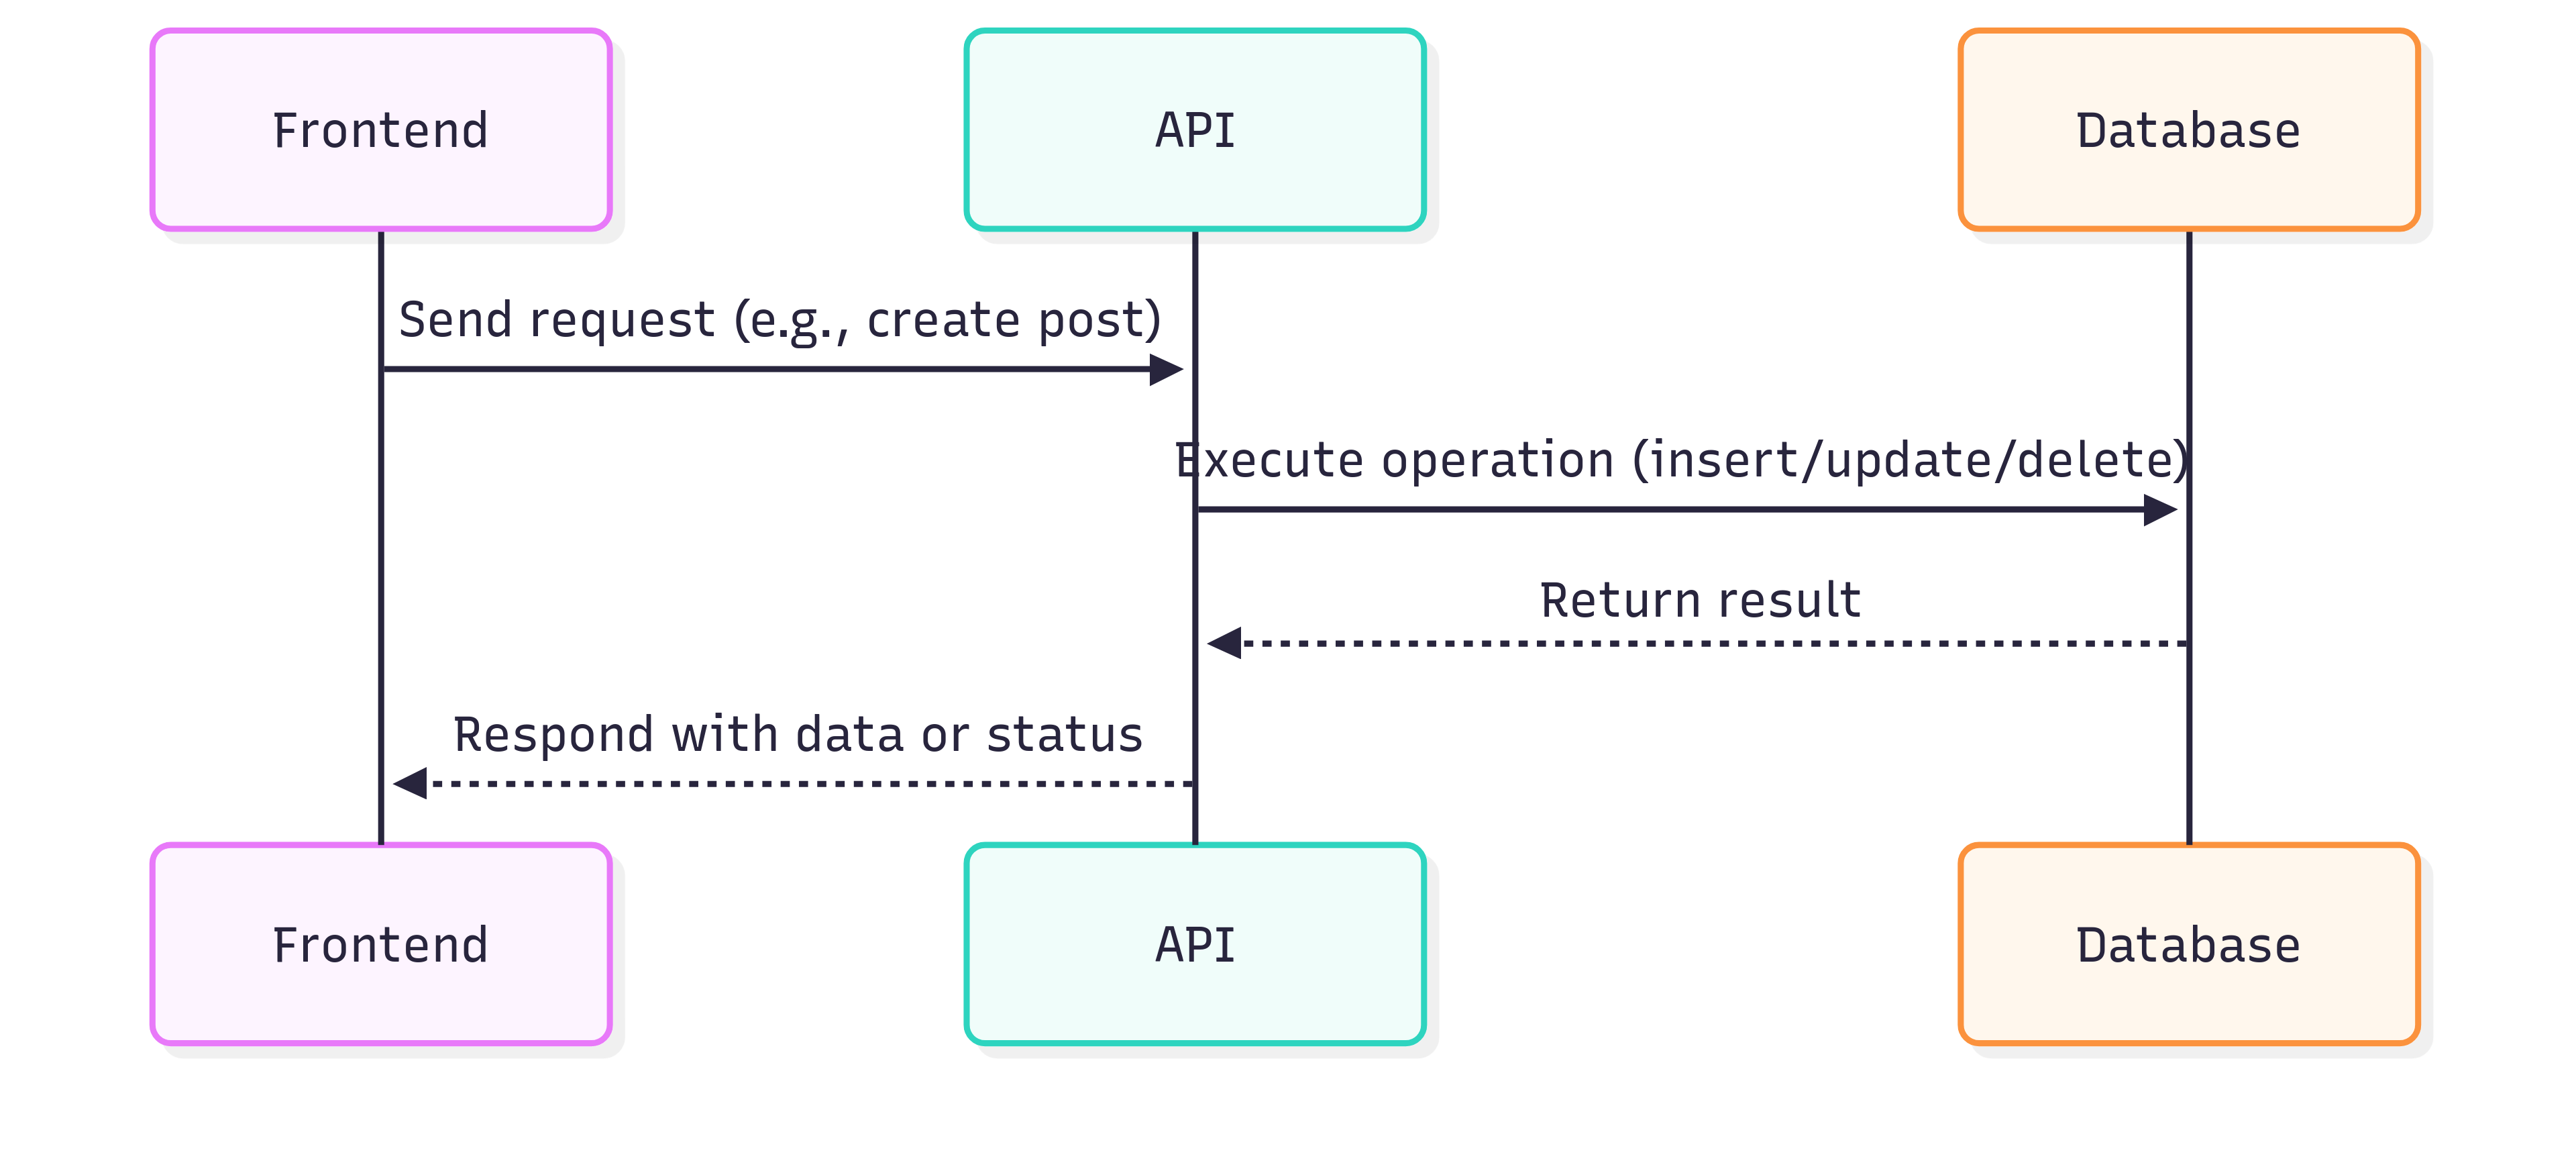 Frontend
API
Database
Send request (e.g., create post)
Execute operation (insert/update/delete)
Return result
Respond with data or status
Frontend
API
Database